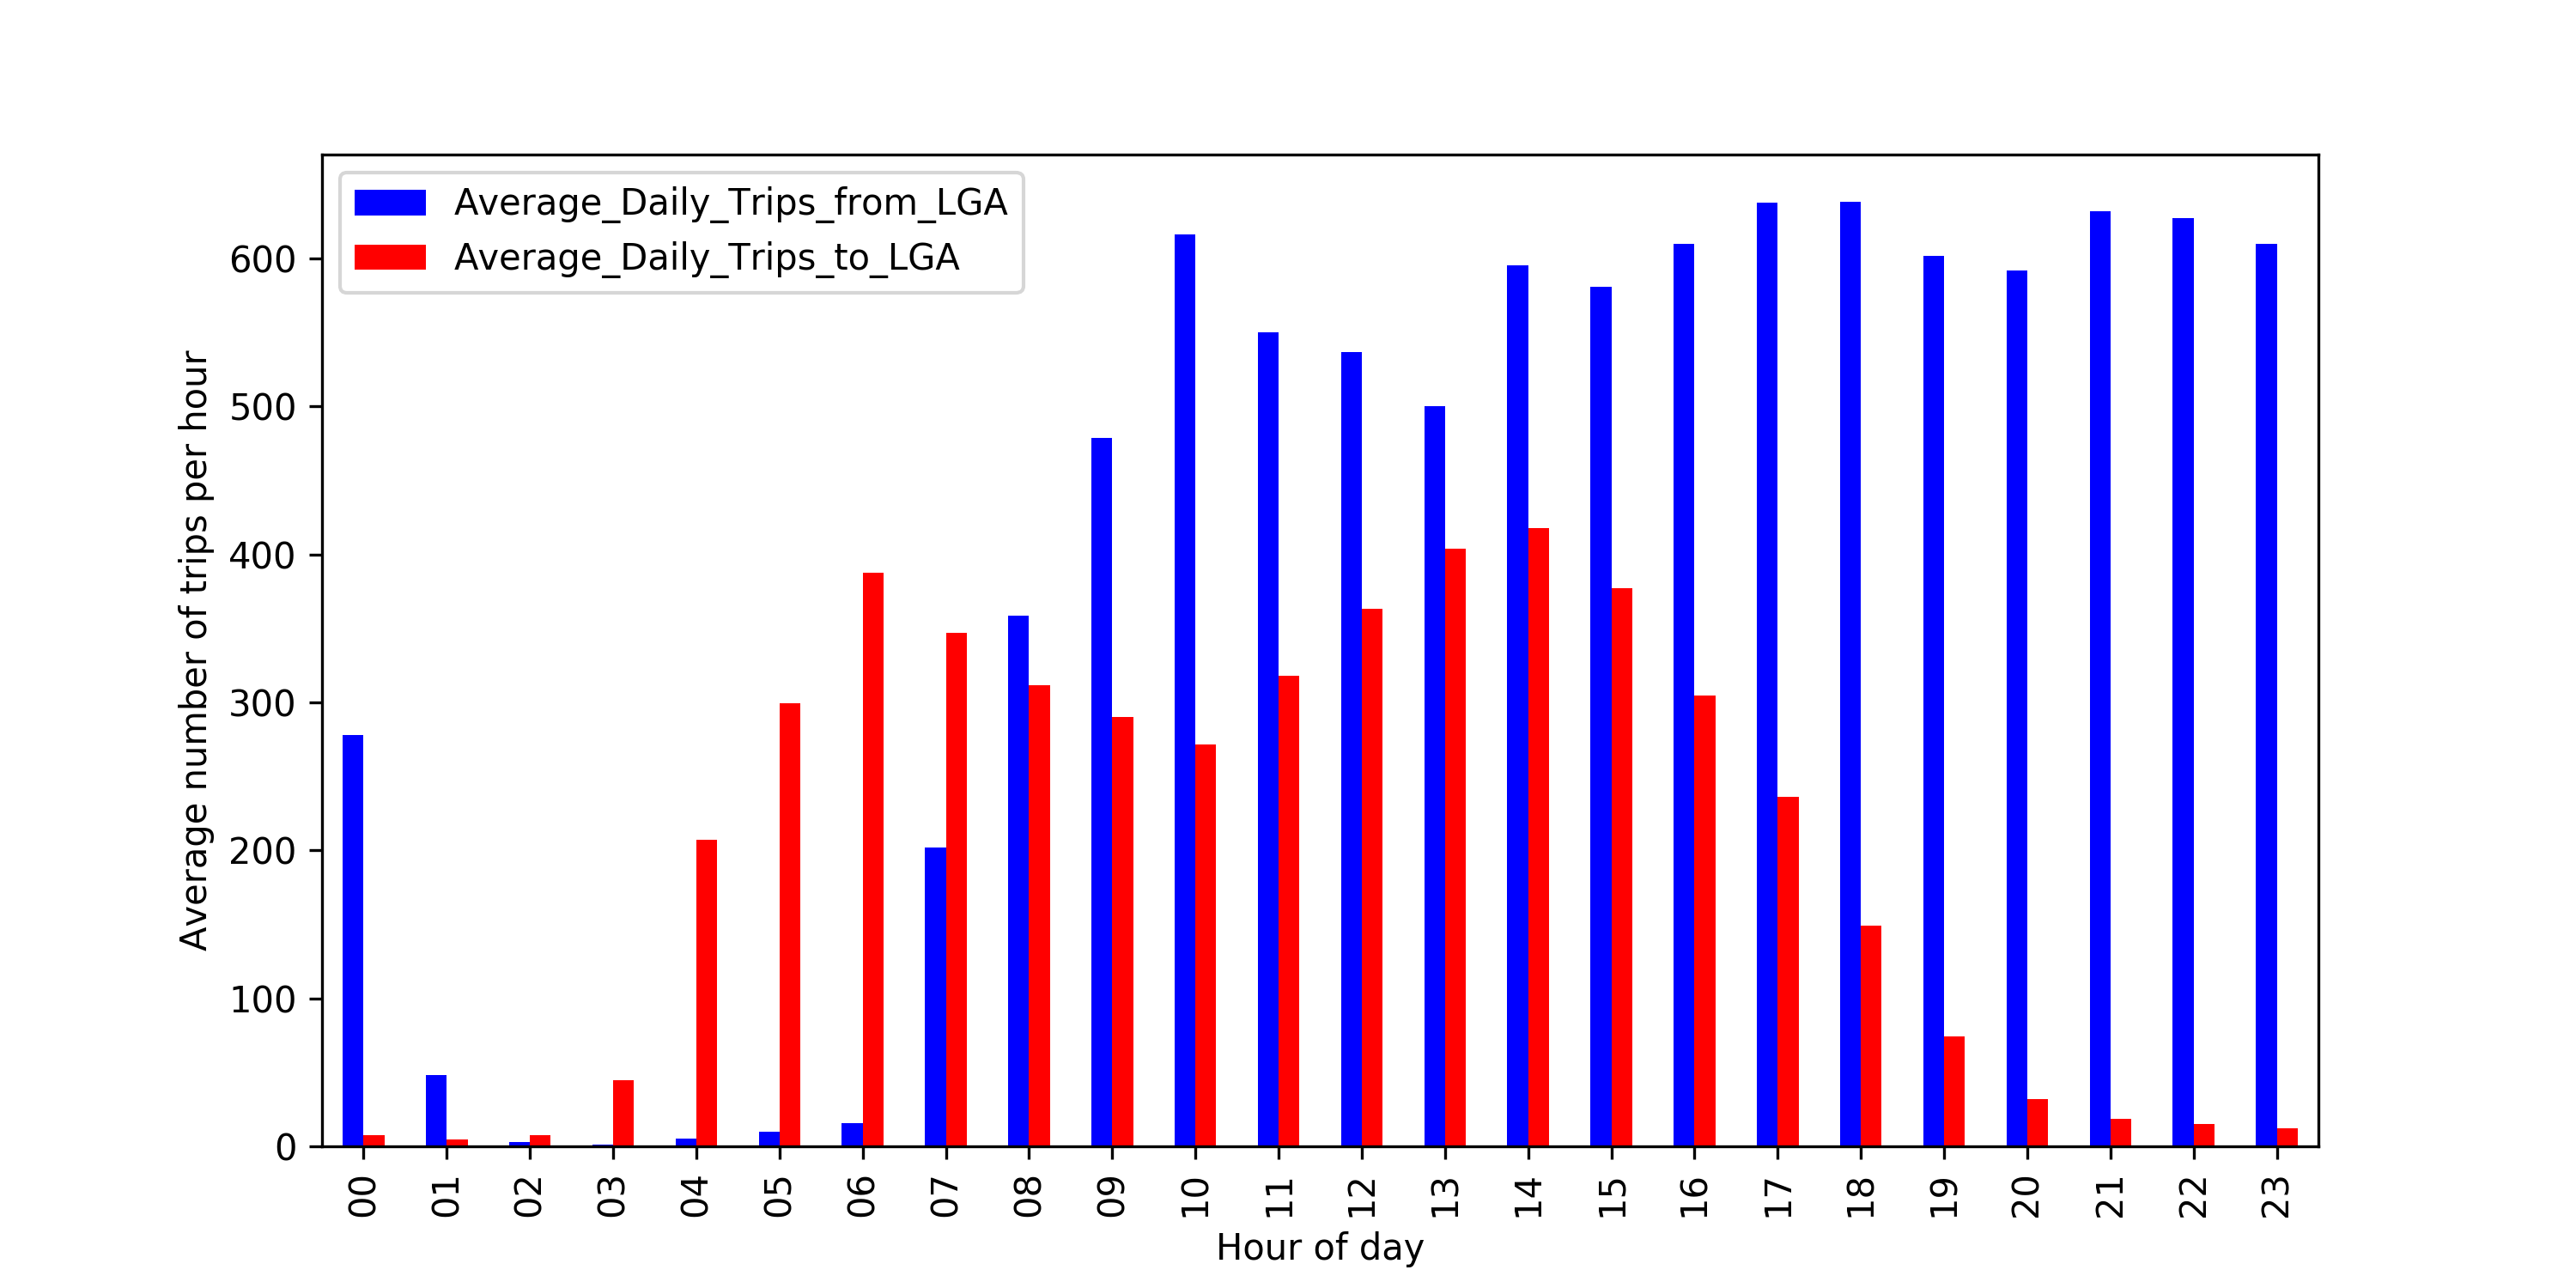 Average_Daily_Trips_from_LGA
Average_Daily_Trips_to_LGA
Average number of trips per hour
600
500
400
300
200
100
0
00 01 02 03 04 05 06 07 08 09 10 11 12 13 14 15 16 17 18 19 20 21 22 23
Hour of day